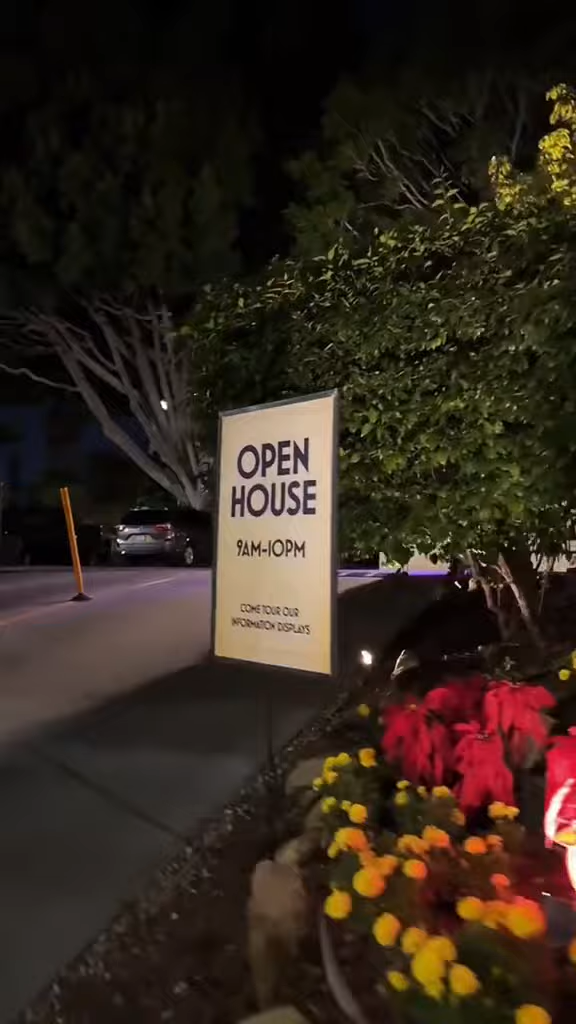 OPEN
HOUSE
9AM-10PM
COME TOUR OUR
INFORMATION DISPLAYS